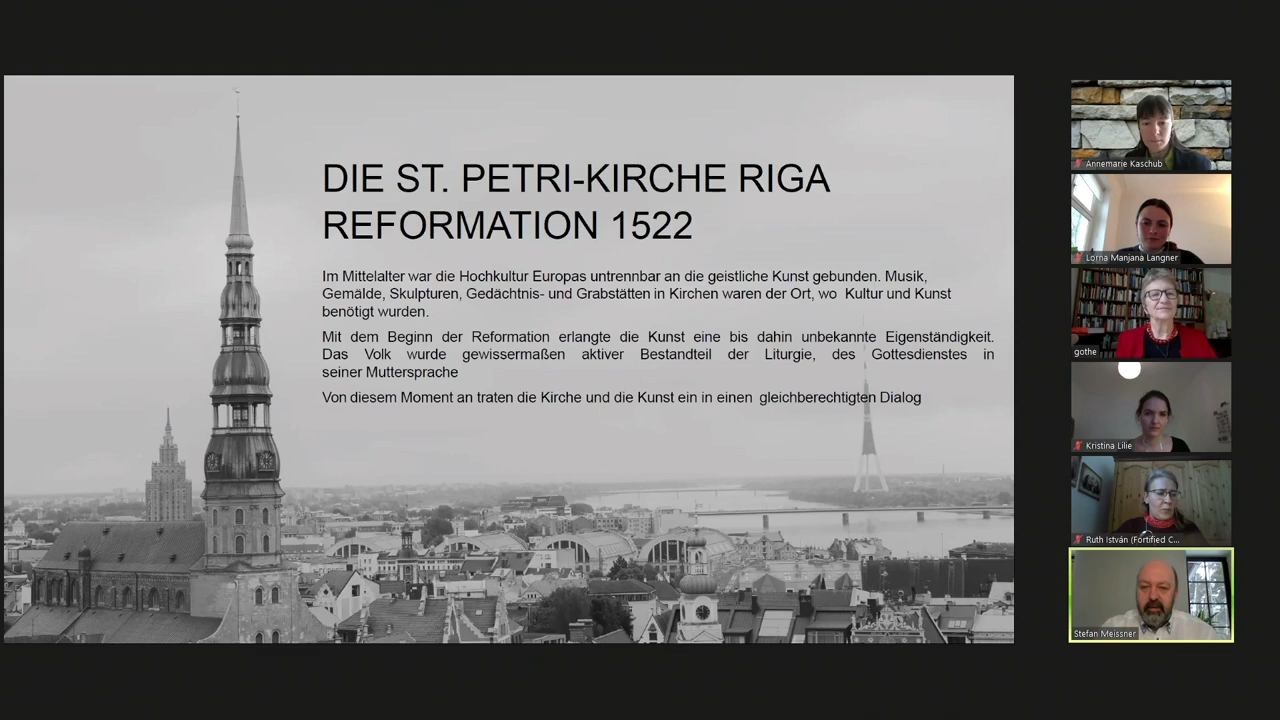 DIE ST. PETRI-KIRCHE RIGA
REFORMATION 1522
Im Mittelalter war die Hochkultur Europas untrennbar an die geistliche Kunst gebunden. Musik,
Gemälde, Skulpturen, Gedächtnis- und Grabstätten in Kirchen waren der Ort, wo Kultur und Kunst
benötigt wurden.
Mit dem Beginn der Reformation erlangte die Kunst eine bis dahin unbekannte Eigenständigkeit.
Das Volk wurde gewissermaßen aktiver Bestandteil der Liturgie, des Gottesdienstes in
seiner Muttersprache
Von diesem Moment an traten die Kirche und die Kunst ein in einen gleichberechtigten Dialog
Annemarie Kaschub
Lorna Manjana Langner
gothe
Kristina Lilie
Ruth István (Fortified C...
Stefan Meissner